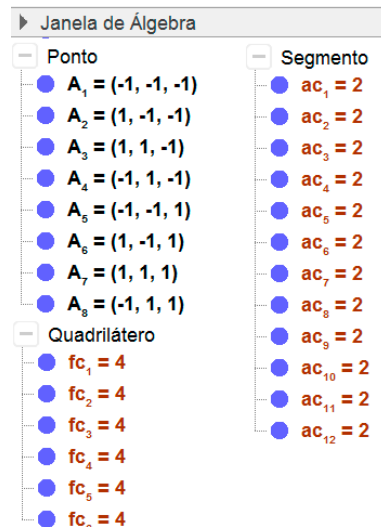 Janela de Álgebra
Ponto
A₁ = (-1, -1, -1)
A₂ = (1, -1, -1)
A₃ = (1, 1, -1)
A₄ = (-1, 1, -1)
A₅ = (-1, -1, 1)
A₆ = (1, -1, 1)
A₇ = (1, 1, 1)
A₈ = (-1, 1, 1)
Quadrilátero
fc₁ = 4
fc₂ = 4
fc₃ = 4
fc₄ = 4
fc₅ = 4
fc₆ = 4
Segmento
ac₁ = 2
ac₂ = 2
ac₃ = 2
ac₄ = 2
ac₅ = 2
ac₆ = 2
ac₇ = 2
ac₈ = 2
ac₉ = 2
ac₁₀ = 2
ac₁₁ = 2
ac₁₂ = 2